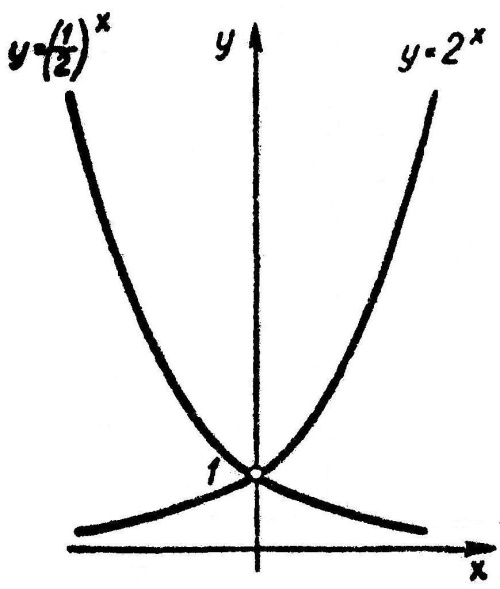 y=(1/2)^x
y
y=2^x
1
x